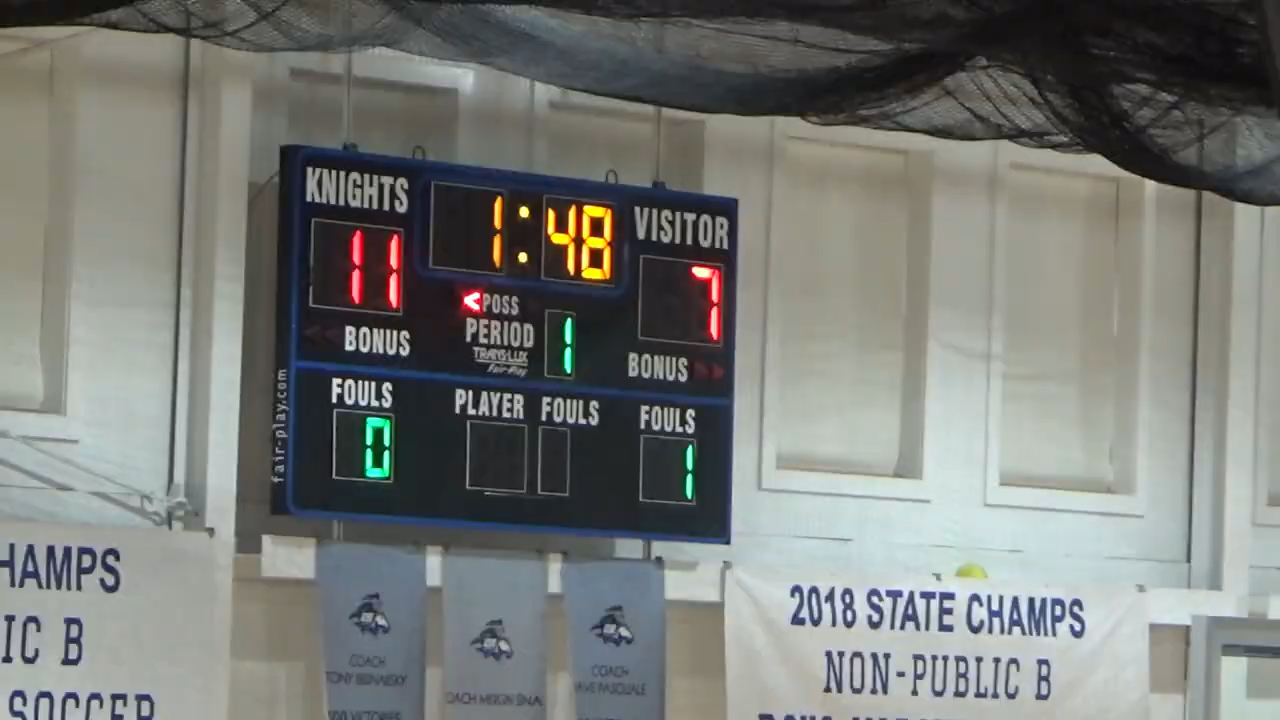 KNIGHTS
1:48
VISITOR
11
7
<POSS
PERIOD
1
TRANS-LUX
Fair-Play
BONUS
BONUS
FOULS
PLAYER FOULS
FOULS
0
1
fair-play.com
HAMPS
IC B
SOCCER
COACH
COACH
2018 STATE CHAMPS
NON-PUBLIC B